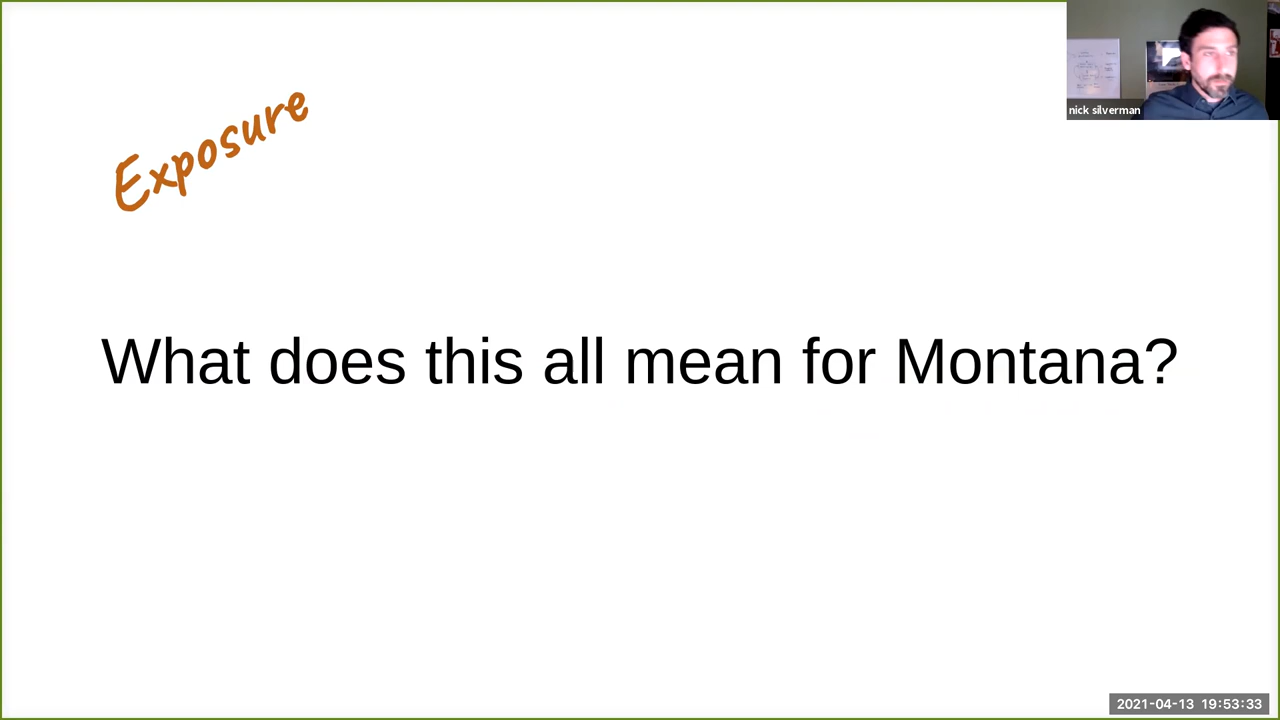 Exposure
nick silverman
What does this all mean for Montana?
2021-04-13 19:53:33